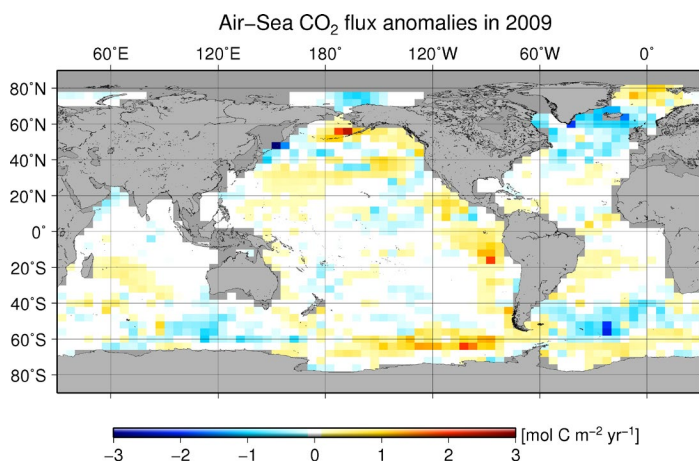 Air–Sea CO₂ flux anomalies in 2009
60˚E 120˚E 180˚ 120˚W 60˚W 0˚
80˚N
60˚N
40˚N
20˚N
0˚
20˚S
40˚S
60˚S
80˚S
[mol C m⁻² yr⁻¹]
−3 −2 −1 0 1 2 3